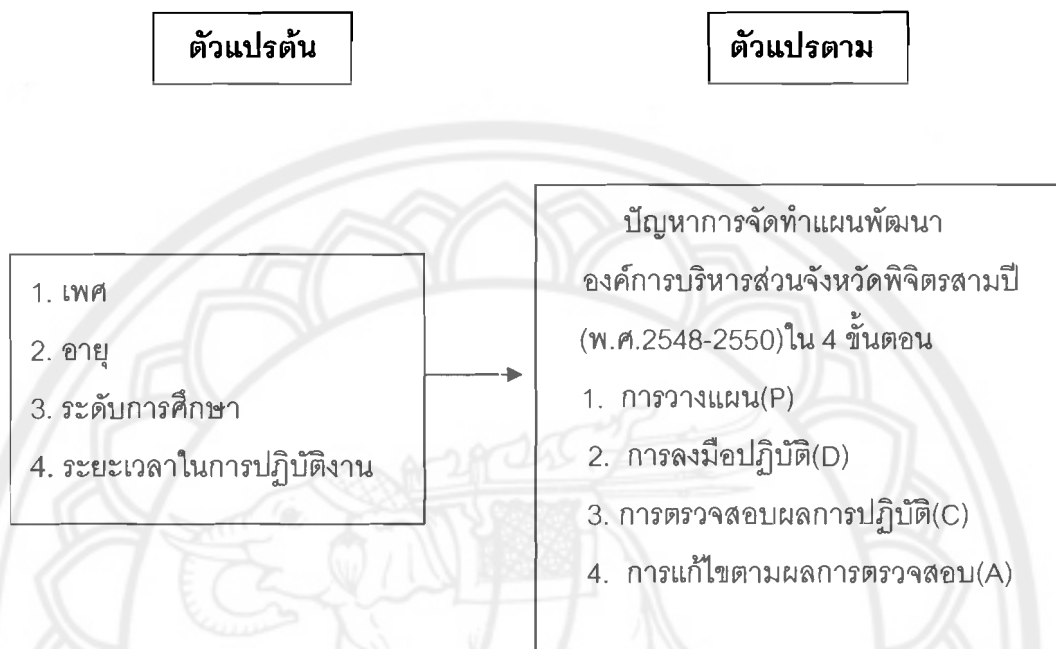 ตัวแปรต้น
ตัวแปรตาม
1. เพศ
2. อายุ
3. ระดับการศึกษา
4. ระยะเวลาในการปฏิบัติงาน
ปัญหาการจัดทำแผนพัฒนา
องค์การบริหารส่วนจังหวัดพิจิตรสามปี
(พ.ศ.2548-2550)ใน 4 ขั้นตอน
1. การวางแผน(P)
2. การลงมือปฏิบัติ(D)
3. การตรวจสอบผลการปฏิบัติ(C)
4. การแก้ไขตามผลการตรวจสอบ(A)